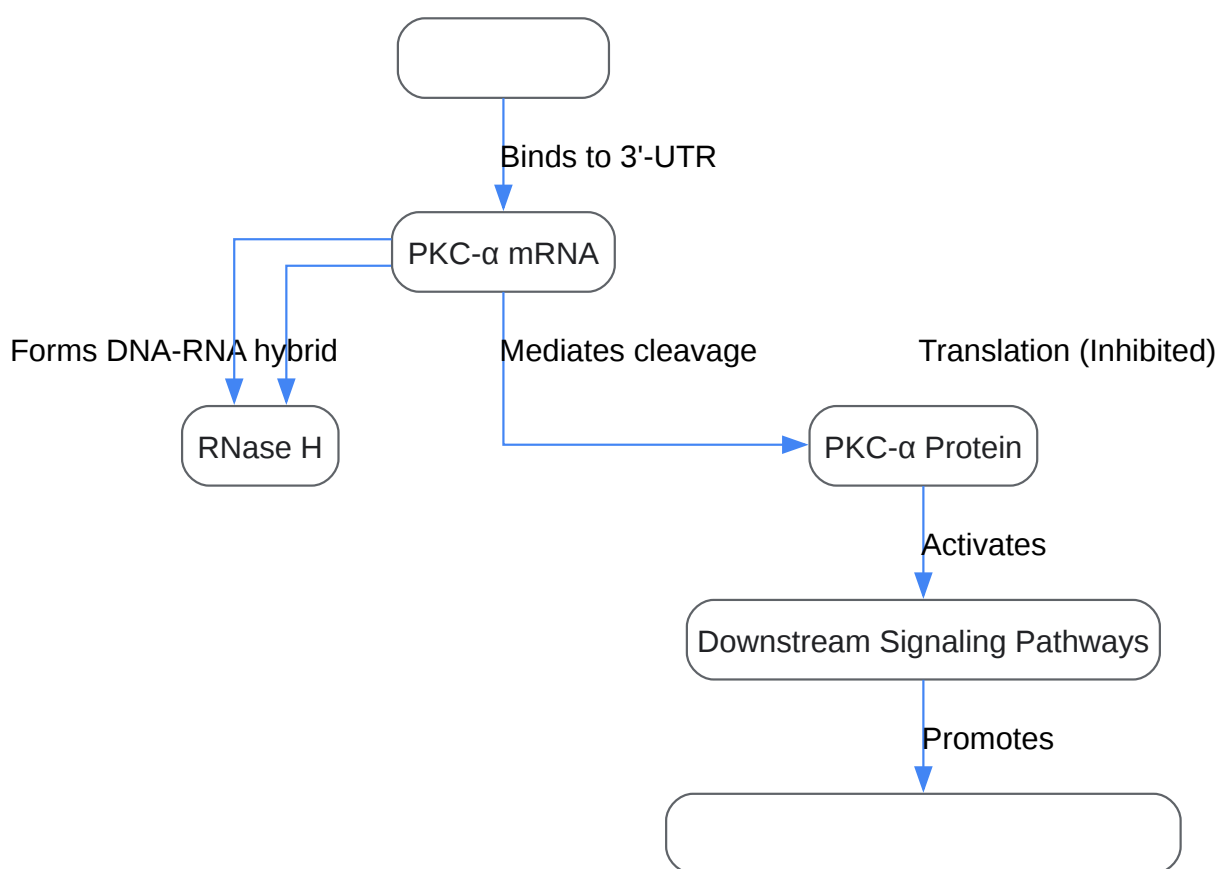 Binds to 3'-UTR
PKC-α mRNA
Forms DNA-RNA hybrid
Mediates cleavage
Translation (Inhibited)
RNase H
PKC-α Protein
Activates
Downstream Signaling Pathways
Promotes